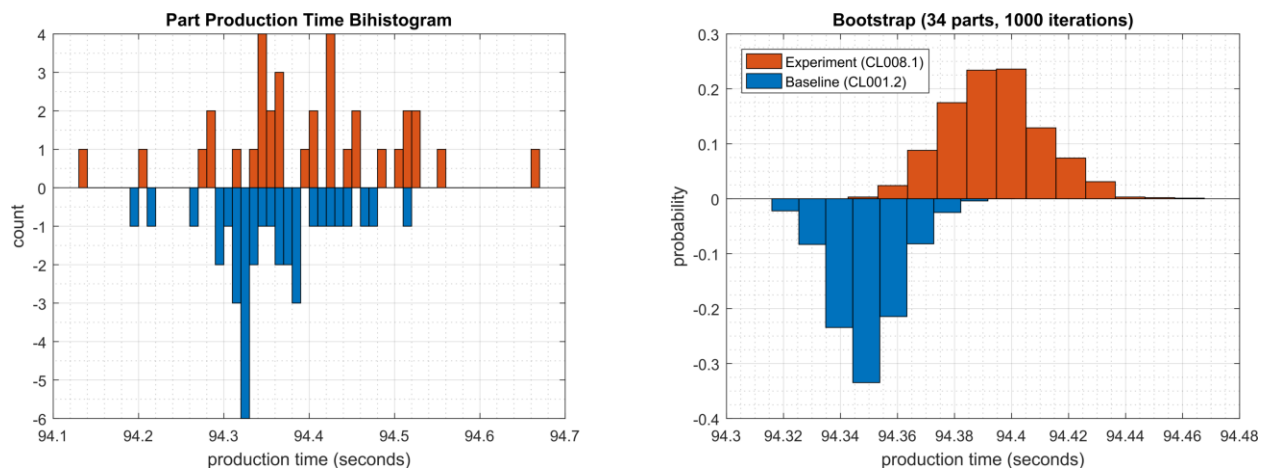 Part Production Time Bihistogram
4
3
2
1
0
-1
-2
-3
-4
-5
-6
count
94.1 94.2 94.3 94.4 94.5 94.6 94.7
production time (seconds)
Bootstrap (34 parts, 1000 iterations)
Experiment (CL008.1)
Baseline (CL001.2)
0.3
0.2
0.1
0
-0.1
-0.2
-0.3
-0.4
probability
94.3 94.32 94.34 94.36 94.38 94.4 94.42 94.44 94.46 94.48
production time (seconds)